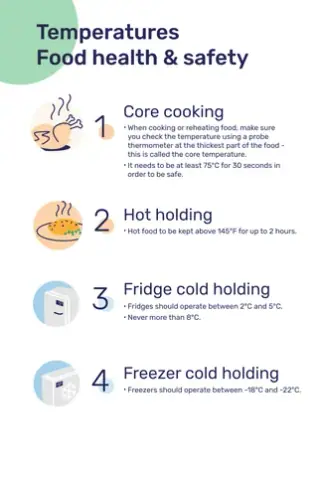 Temperatures
Food health & safety
1
Core cooking
• When cooking or reheating food, make sure
you check the temperature using a probe
thermometer at the thickest part of the food -
this is called the core temperature.
• It needs to be at least 75°C for 30 seconds in
order to be safe.
2
Hot holding
• Hot food to be kept above 145°F for up to 2 hours.
3
Fridge cold holding
• Fridges should operate between 2°C and 5°C.
• Never more than 8°C.
4
Freezer cold holding
• Freezers should operate between -18°C and -22°C.